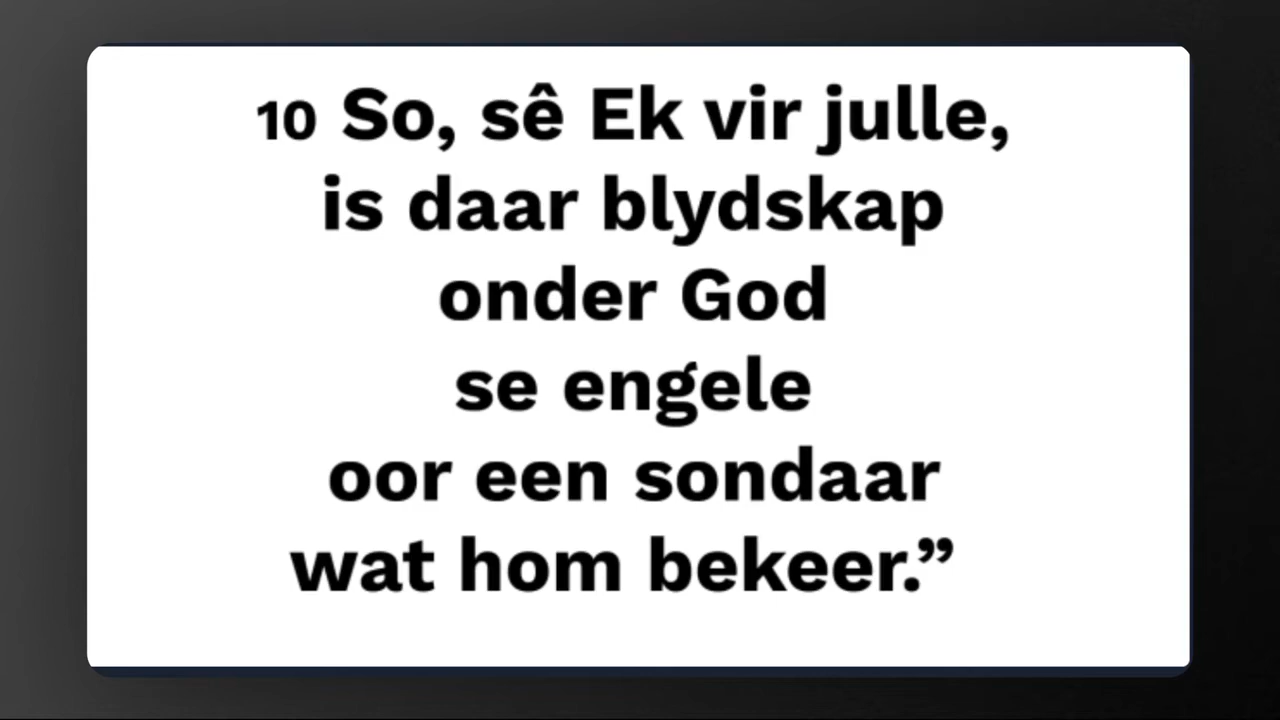 10 So, sê Ek vir julle,
is daar blydskap
onder God
se engele
oor een sondaar
wat hom bekeer.”